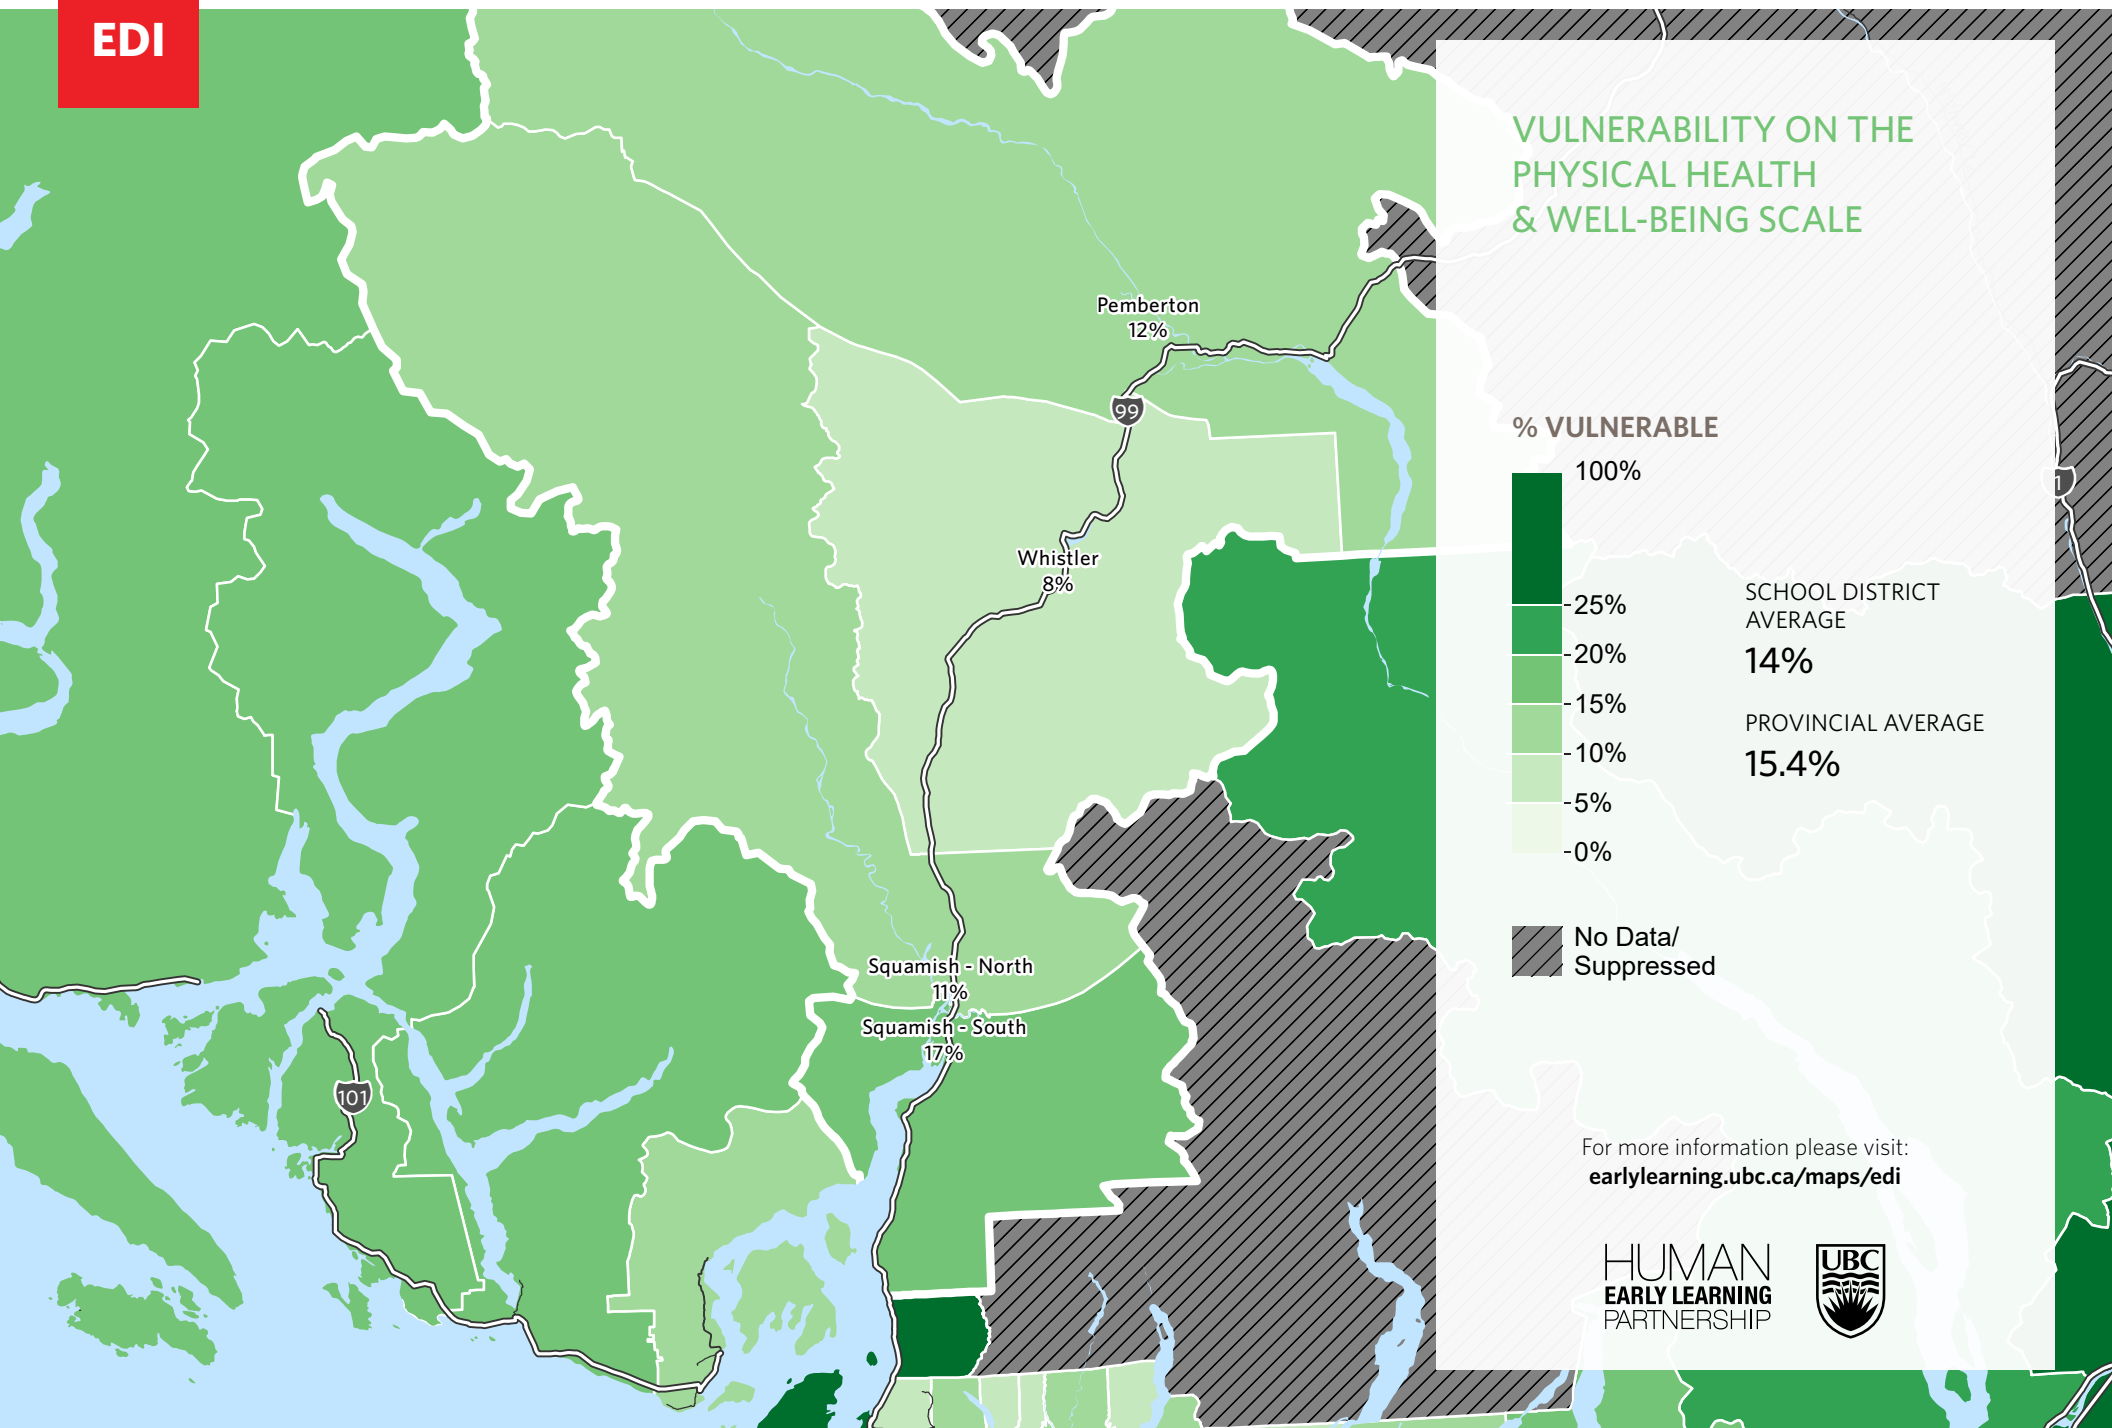 EDI
VULNERABILITY ON THE
PHYSICAL HEALTH
& WELL-BEING SCALE
Pemberton
12%
99
% VULNERABLE
100%
25%
20%
15%
10%
5%
0%
1
SCHOOL DISTRICT
AVERAGE
14%
PROVINCIAL AVERAGE
15.4%
Whistler
8%
No Data/
Suppressed
Squamish - North
11%
Squamish - South
17%
101
For more information please visit:
earlylearning.ubc.ca/maps/edi
HUMAN
EARLY LEARNING
PARTNERSHIP
UBC